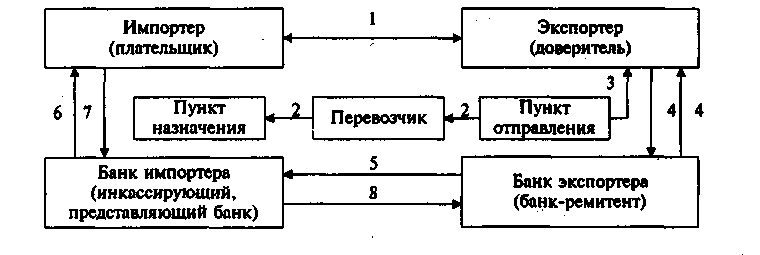 Импортер
(плательщик)
1
Экспортер
(доверитель)
3
6
7
Пункт
назначения
2
Перевозчик
2
Пункт
отправления
4
4
Банк импортера
(инкассирующий,
представляющий банк)
5
8
Банк экспортера
(банк-ремитент)